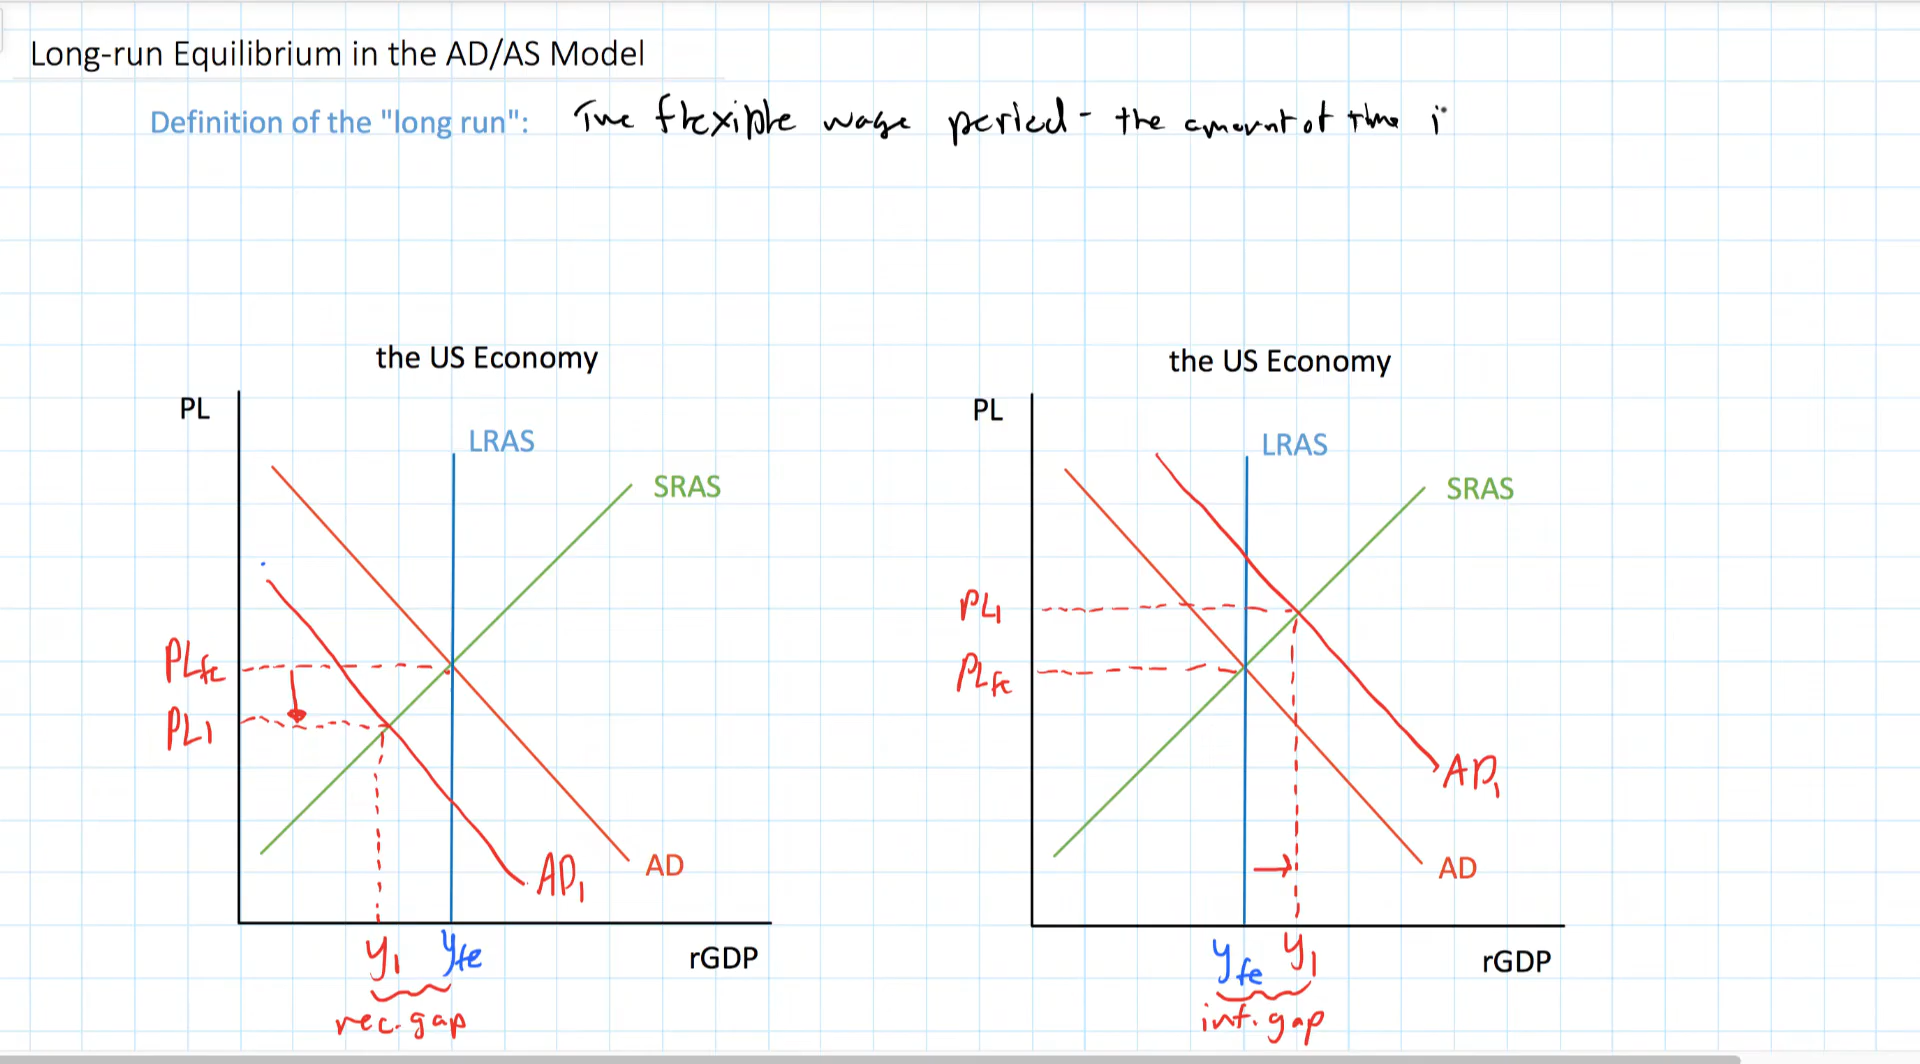 Long-run Equilibrium in the AD/AS Model
Definition of the "long run": The flexible wage period - the amount of time i
the US Economy
PL
LRAS
SRAS
PLfe
PL1
AD1
AD
y1 yfe
rGDP
rec. gap
the US Economy
PL
LRAS
SRAS
PL1
PLfe
AD1
AD
yfe y1
rGDP
inf. gap